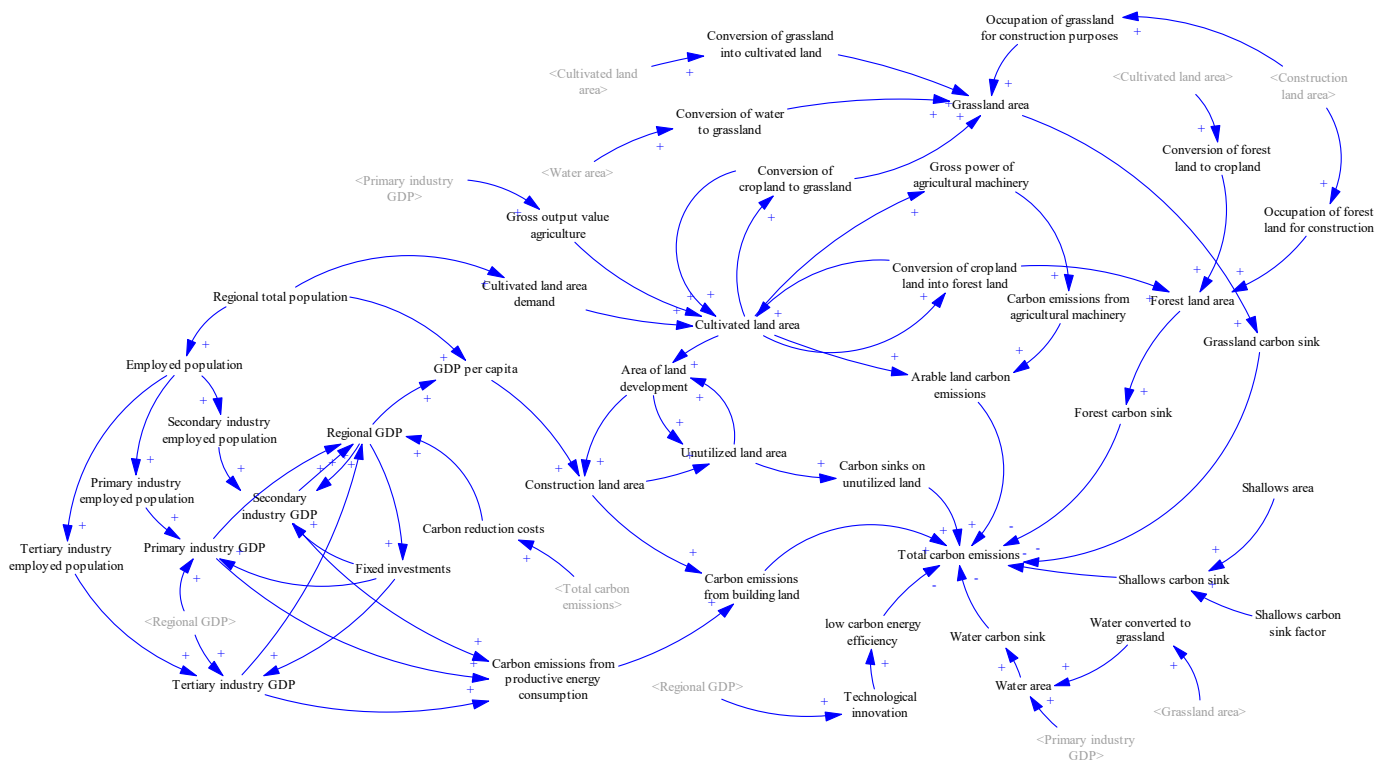 Occupation of grassland
for construction purposes
Conversion of grassland
into cultivated land
<Cultivated land
area>
<Cultivated land area>
<Construction
land area>
Grassland area
Conversion of water
to grassland
Conversion of forest
land to cropland
<Water area>
Conversion of
cropland to grassland
Gross power of
agricultural machinery
<Primary industry
GDP>
Gross output value
agriculture
Occupation of forest
land for construction
Conversion of cropland
land into forest land
Cultivated land area
demand
Regional total population
Carbon emissions from
agricultural machinery
Forest land area
Cultivated land area
Grassland carbon sink
Employed population
GDP per capita
Area of land
development
Arable land carbon
emissions
Forest carbon sink
Secondary industry
employed population
Regional GDP
Unutilized land area
Carbon sinks on
unutilized land
Primary industry
employed population
Construction land area
Shallows area
Secondary
industry GDP
Carbon reduction costs
Tertiary industry
employed population
Primary industry GDP
Total carbon emissions
Fixed investments
Carbon emissions
from building land
Shallows carbon sink
<Total carbon
emissions>
<Regional GDP>
low carbon energy
efficiency
Water carbon sink
Water converted to
grassland
Shallows carbon
sink factor
Carbon emissions from
productive energy
consumption
Tertiary industry GDP
<Regional GDP>
Technological
innovation
Water area
<Grassland area>
<Primary industry
GDP>